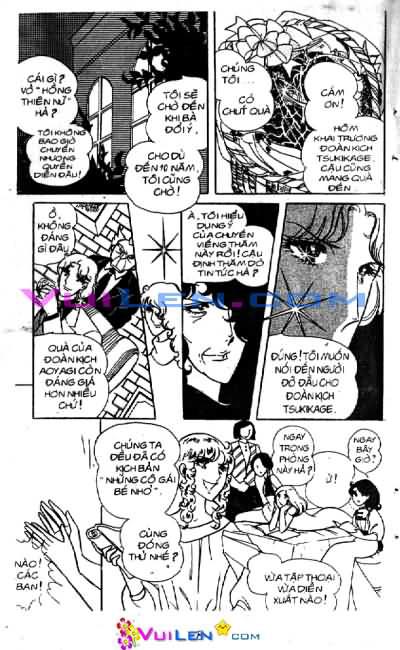 CÁI GÌ?
VỞ "HỒNG
THIÊN NỮ"
HẢ?
TÔI KHÔNG
BAO GIỜ
CHUYỂN
NHƯỢNG
QUYỀN
DIỄN ĐÂU!
TÔI SẼ
CHỜ ĐẾN
KHI BÀ
ĐỔI Ý.
CHO DÙ
ĐẾN 10 NĂM,
TÔI CŨNG
CHỜ!
CHÚNG
TÔI ...
CÓ
CHÚT QUÀ
CÁM
ƠN!
HÔM
KHAI TRƯƠNG
ĐOÀN KỊCH
TSUKIKAGE,
CẬU CŨNG
MANG QUÀ
ĐẾN.
Ồ,
KHÔNG
ĐÁNG
GÌ ĐÂU.
QUÀ CỦA
ĐOÀN KỊCH
AOYAGI CÒN
ĐÁNG GIÁ
HƠN NHIỀU
CHỨ!
À, TÔI HIỂU
DỤNG Ý
CỦA CHUYẾN
VIẾNG THĂM
NÀY RỒI! CẬU
ĐỊNH THĂM DÒ
TIN TỨC HẢ?
ĐÚNG! TÔI MUỐN
NÓI ĐẾN NGƯỜI
ĐỠ ĐẦU CHO
ĐOÀN KỊCH
TSUKIKAGE.
VUILEN.COM
CHÚNG TA
ĐỀU ĐÃ CÓ
KỊCH BẢN
"NHỮNG CÔ GÁI
BÉ NHỎ".
CÙNG
ĐÓNG
THỬ NHÉ?
NGAY
TRONG
PHÒNG
NÀY HẢ?
NGAY
BÂY
GIỜ?
Ừ!
NÀO!
CÁC
BẠN!
VỪA TẬP THOẠI
VỪA DIỄN
XUẤT NÀO!
VUILEN.COM